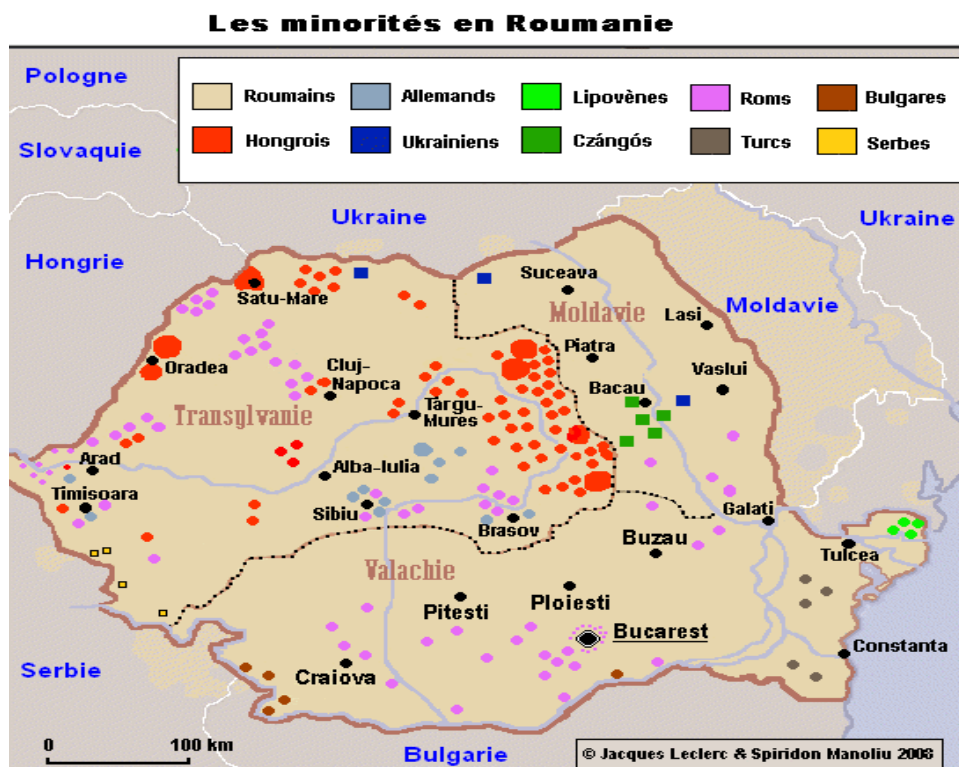 Les minorités en Roumanie
Pologne
Roumains
Allemands
Lipovènes
Roms
Bulgares
Slovaquie
Hongrois
Ukrainiens
Czángós
Turcs
Serbes
Ukraine
Ukraine
Hongrie
Suceava
Satu-Mare
Moldavie
Moldavie
Lasi
Piatra
Oradea
Cluj-
Napoca
Vaslui
Bacau
Transylvanie
Targu-
Mures
Arad
Alba-Iulia
Timisoara
Sibiu
Brasov
Galati
Buzau
Tulcea
Valachie
Pitesti
Ploiesti
Bucarest
Constanta
Serbie
Craiova
0 100 km
Bulgarie
© Jacques Leclerc & Spiridon Manoliu 2008